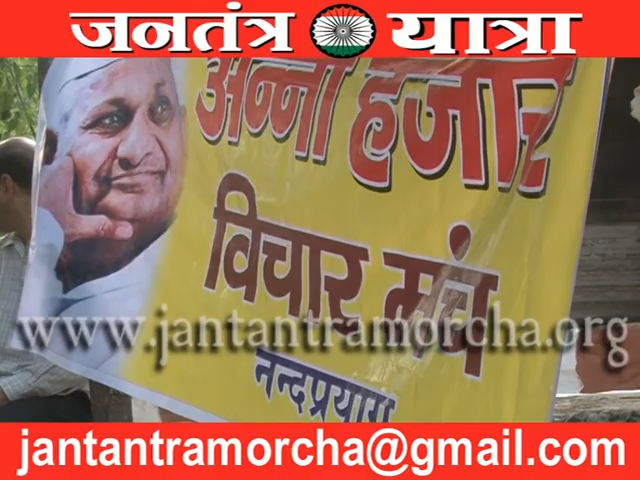 जनतंत्र यात्रा
अन्ना हजारे
विचार मंच
www.jantantramorcha.org
नन्दप्रयाग
jantantramorcha@gmail.com